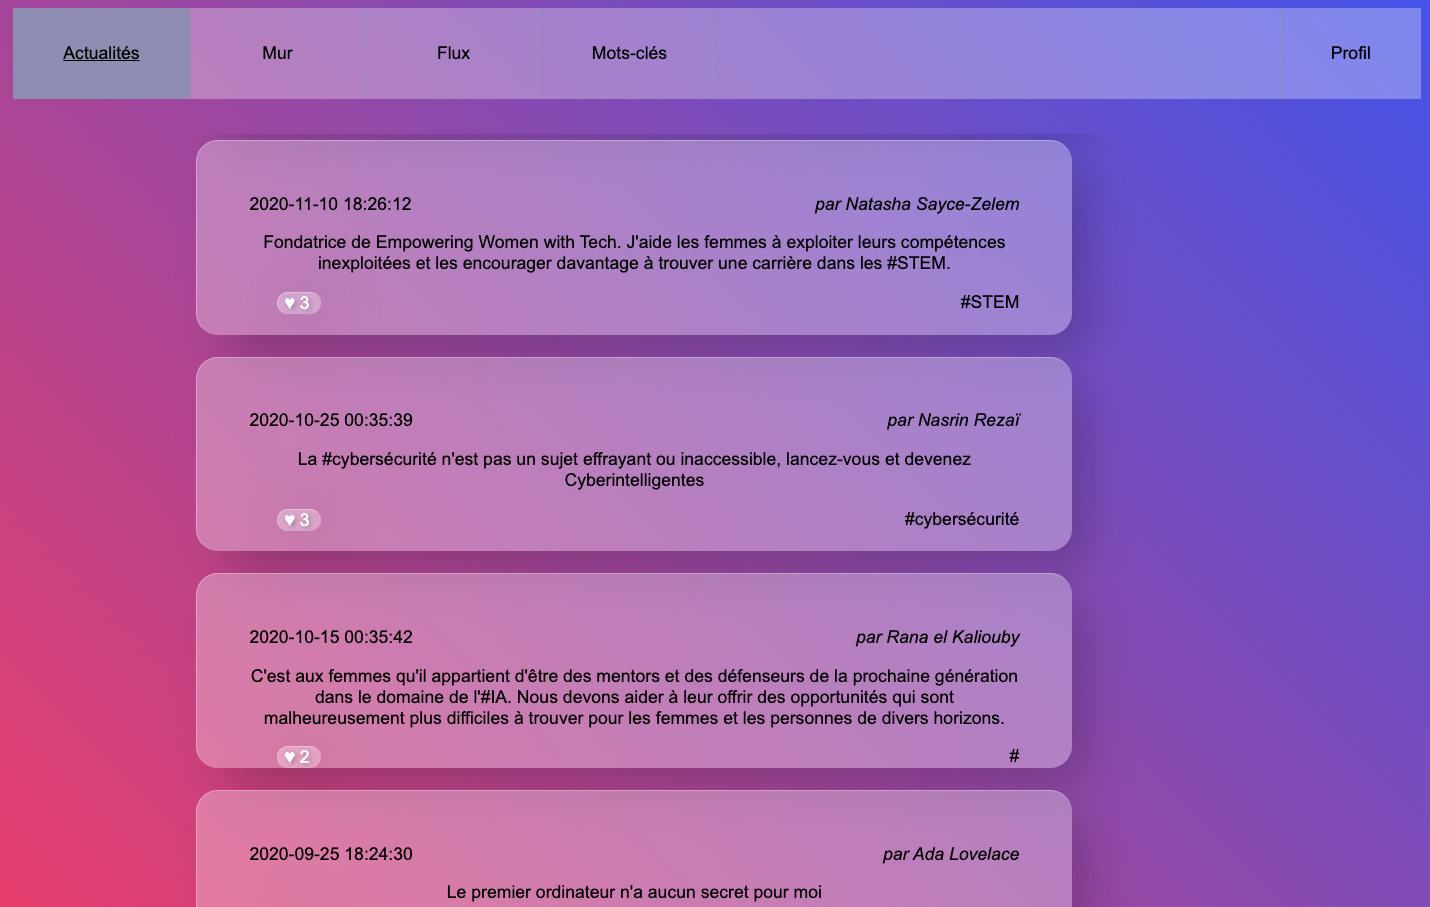 Actualités
Mur
Flux
Mots-clés
Profil
2020-11-10 18:26:12
par Natasha Sayce-Zelem
Fondatrice de Empowering Women with Tech. J'aide les femmes à exploiter leurs compétences
inexploitées et les encourager davantage à trouver une carrière dans les #STEM.
♥ 3
#STEM
2020-10-25 00:35:39
par Nasrin Rezaï
La #cybersécurité n'est pas un sujet effrayant ou inaccessible, lancez-vous et devenez
Cyberintelligentes
♥ 3
#cybersécurité
2020-10-15 00:35:42
par Rana el Kaliouby
C'est aux femmes qu'il appartient d'être des mentors et des défenseurs de la prochaine génération
dans le domaine de l'#IA. Nous devons aider à leur offrir des opportunités qui sont
malheureusement plus difficiles à trouver pour les femmes et les personnes de divers horizons.
♥ 2
#
2020-09-25 18:24:30
par Ada Lovelace
Le premier ordinateur n'a aucun secret pour moi